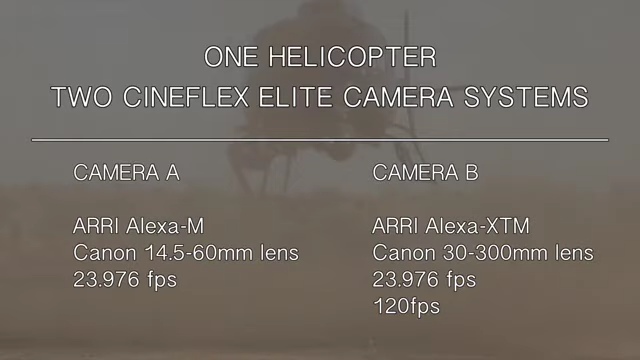 ONE HELICOPTER
TWO CINEFLEX ELITE CAMERA SYSTEMS
CAMERA A
ARRI Alexa-M
Canon 14.5-60mm lens
23.976 fps
CAMERA B
ARRI Alexa-XTM
Canon 30-300mm lens
23.976 fps
120fps